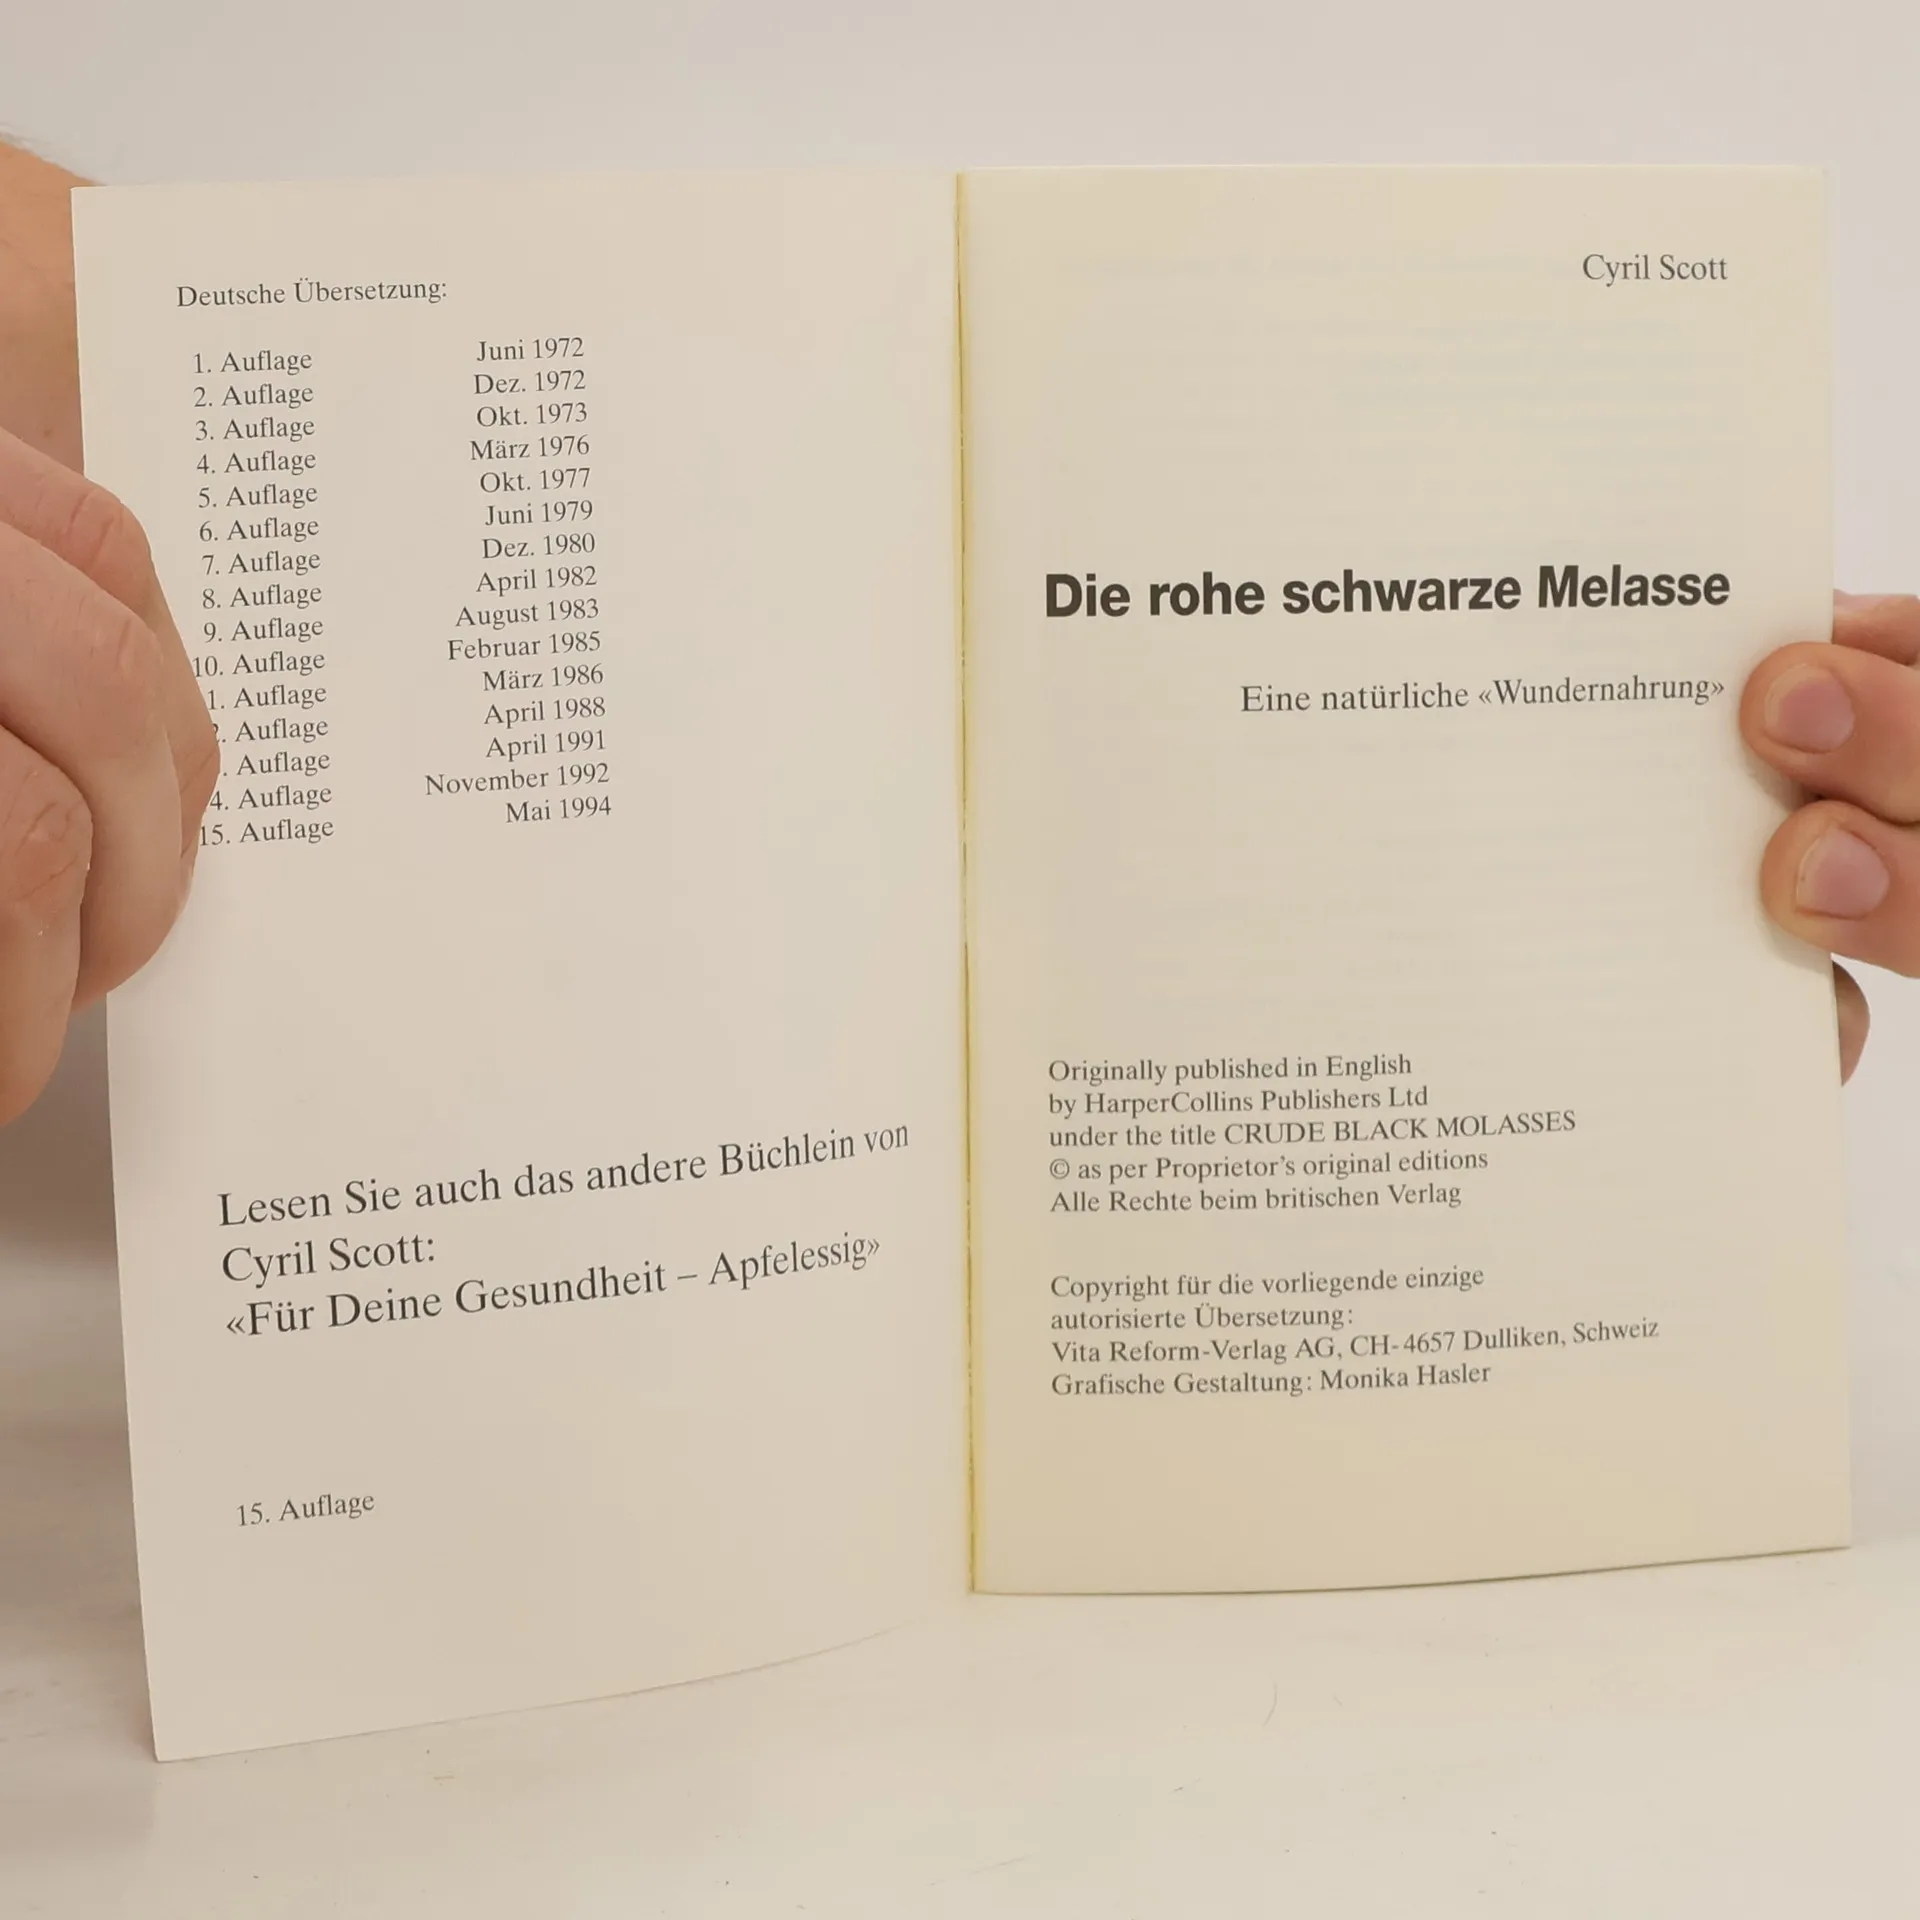 Deutsche Übersetzung:
1. Auflage Juni 1972
2. Auflage Dez. 1972
3. Auflage Okt. 1973
4. Auflage März 1976
5. Auflage Okt. 1977
6. Auflage Juni 1979
7. Auflage Dez. 1980
8. Auflage April 1982
9. Auflage August 1983
10. Auflage Februar 1985
1. Auflage März 1986
. Auflage April 1988
. Auflage April 1991
4. Auflage November 1992
15. Auflage Mai 1994
Lesen Sie auch das andere Büchlein von
Cyril Scott:
«Für Deine Gesundheit – Apfelessig»
15. Auflage
Cyril Scott
Die rohe schwarze Melasse
Eine natürliche «Wundernahrung»
Originally published in English
by HarperCollins Publishers Ltd
under the title CRUDE BLACK MOLASSES
© as per Proprietor's original editions
Alle Rechte beim britischen Verlag
Copyright für die vorliegende einzige
autorisierte Übersetzung:
Vita Reform-Verlag AG, CH-4657 Dulliken, Schweiz
Grafische Gestaltung: Monika Hasler